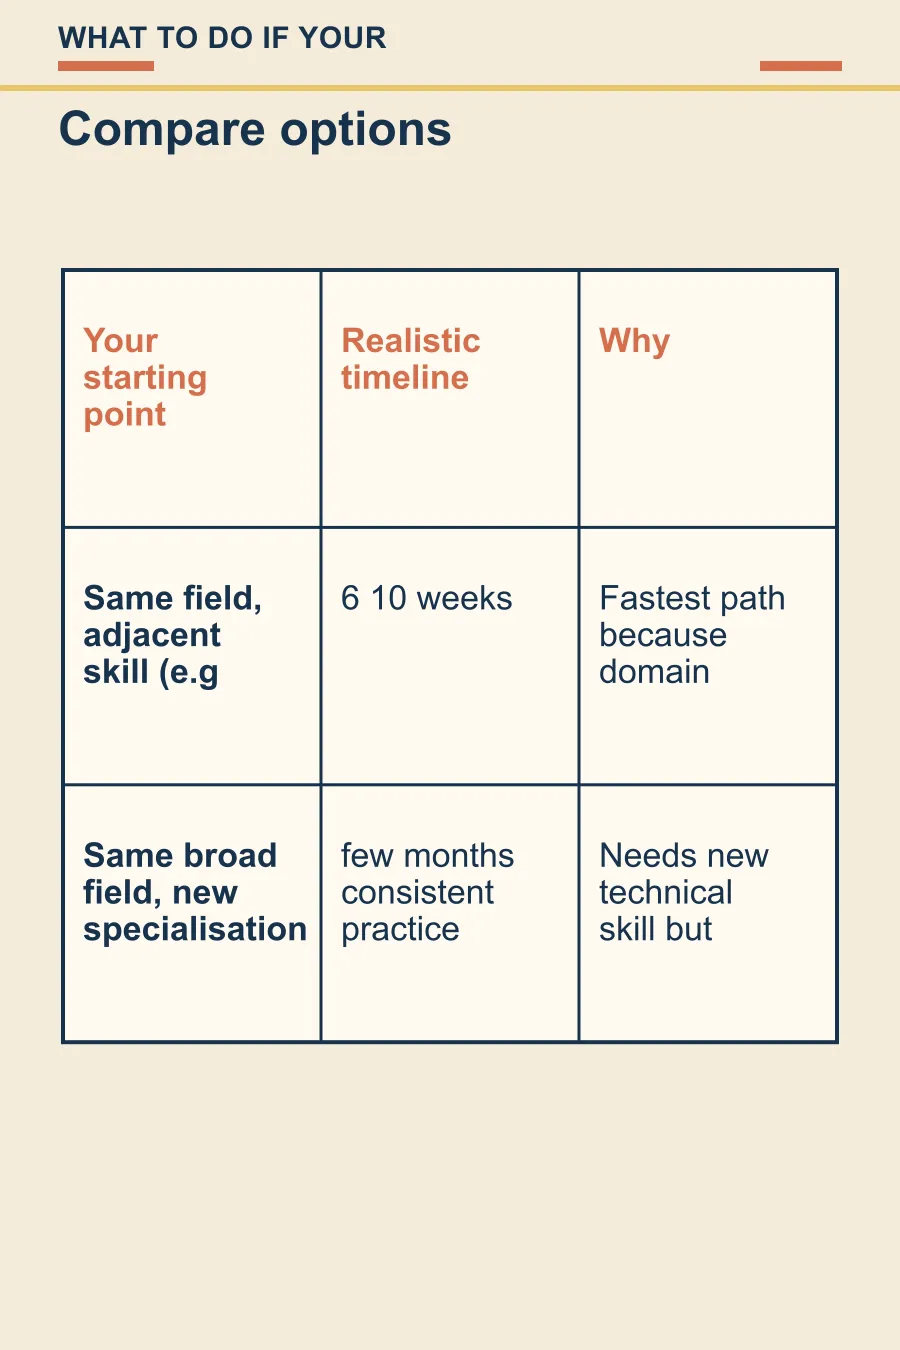 WHAT TO DO IF YOUR
Compare options
Your
starting
point
Realistic
timeline
Why
Same field,
adjacent
skill (e.g
6 10 weeks
Fastest path
because
domain
Same broad
field, new
specialisation
few months
consistent
practice
Needs new
technical
skill but